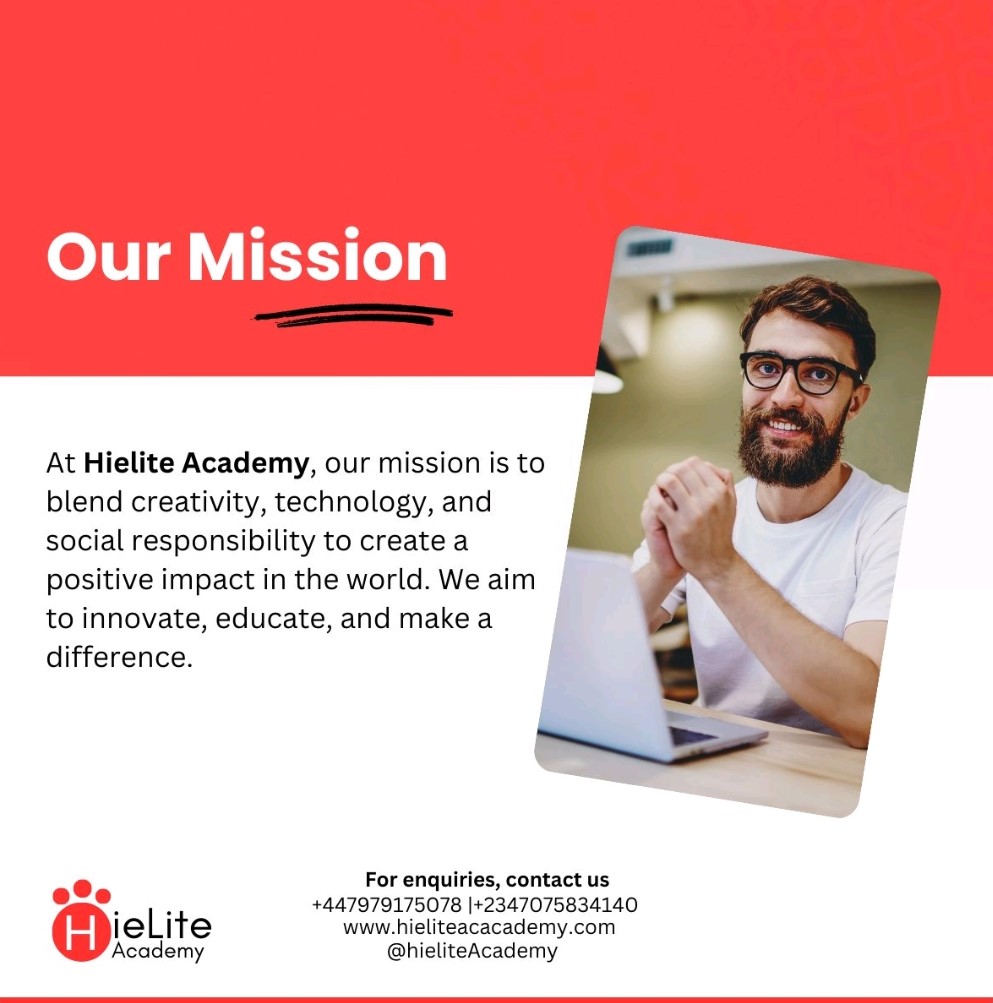 Our Mission
At Hielite Academy, our mission is to
blend creativity, technology, and
social responsibility to create a
positive impact in the world. We aim
to innovate, educate, and make a
difference.
HieLite
Academy
For enquiries, contact us
+447979175078 |+2347075834140
www.hieliteacacademy.com
@hieliteAcademy